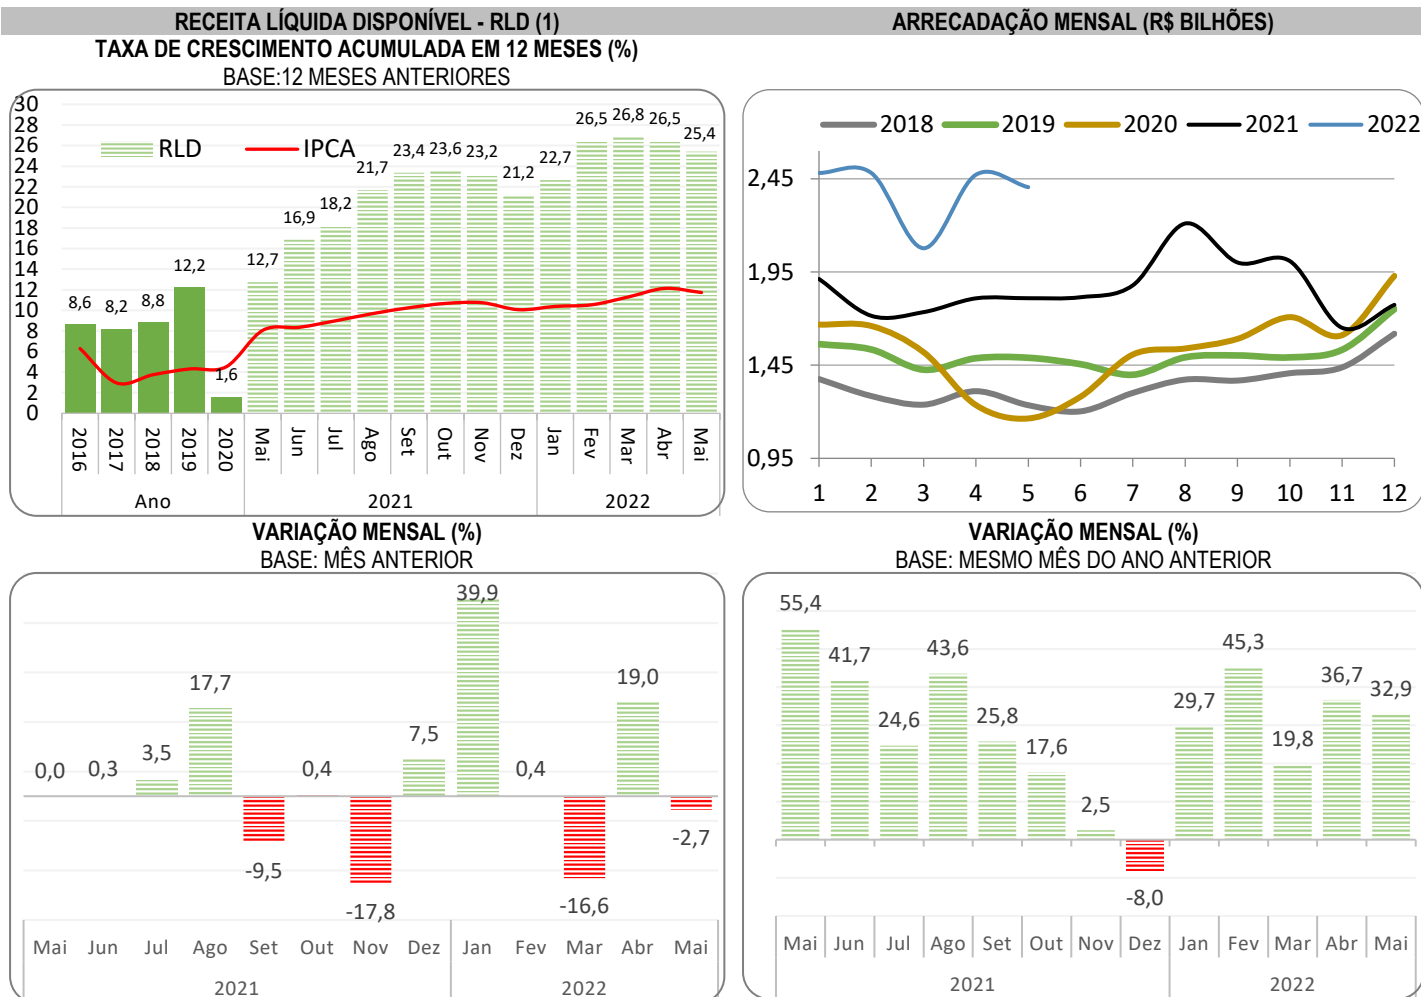 RECEITA LÍQUIDA DISPONÍVEL - RLD (1)
TAXA DE CRESCIMENTO ACUMULADA EM 12 MESES (%)
BASE:12 MESES ANTERIORES
30
28
26
24
22
20
18
16
14
12
10
8
6
4
2
0
RLD
IPCA
8,6
8,2
8,8
12,2
1,6
12,7
16,9
18,2
21,7
23,4
23,6
23,2
21,2
22,7
26,5
26,8
26,5
25,4
2016
2017
2018
2019
2020
Mai
Jun
Jul
Ago
Set
Out
Nov
Dez
Jan
Fev
Mar
Abr
Mai
Ano
2021
2022
ARRECADAÇÃO MENSAL (R$ BILHÕES)
2018
2019
2020
2021
2022
2,45
1,95
1,45
0,95
1 2 3 4 5 6 7 8 9 10 11 12
VARIAÇÃO MENSAL (%)
BASE: MÊS ANTERIOR
0,0
0,3
3,5
17,7
-9,5
0,4
-17,8
7,5
39,9
0,4
-16,6
19,0
-2,7
Mai Jun Jul Ago Set Out Nov Dez Jan Fev Mar Abr Mai
2021
2022
VARIAÇÃO MENSAL (%)
BASE: MESMO MÊS DO ANO ANTERIOR
55,4
41,7
24,6
43,6
25,8
17,6
2,5
-8,0
29,7
45,3
19,8
36,7
32,9
Mai Jun Jul Ago Set Out Nov Dez Jan Fev Mar Abr Mai
2021
2022